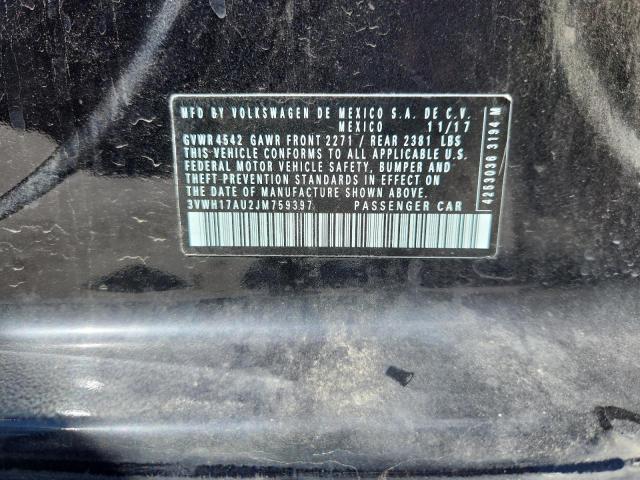 MFD BY VOLKSWAGEN DE MEXICO S.A. DE C.V.
MEXICO 11/17
GVWR 4542 GAWR FRONT 2271 / REAR 2381 LBS
THIS VEHICLE CONFORMS TO ALL APPLICABLE U.S.
FEDERAL MOTOR VEHICLE SAFETY, BUMPER AND
THEFT-PREVENTION STANDARDS IN EFFECT ON THE
DATE OF MANUFACTURE SHOWN ABOVE.
3VWH17AU2JM759397 PASSENGER CAR
4263036 3194 M